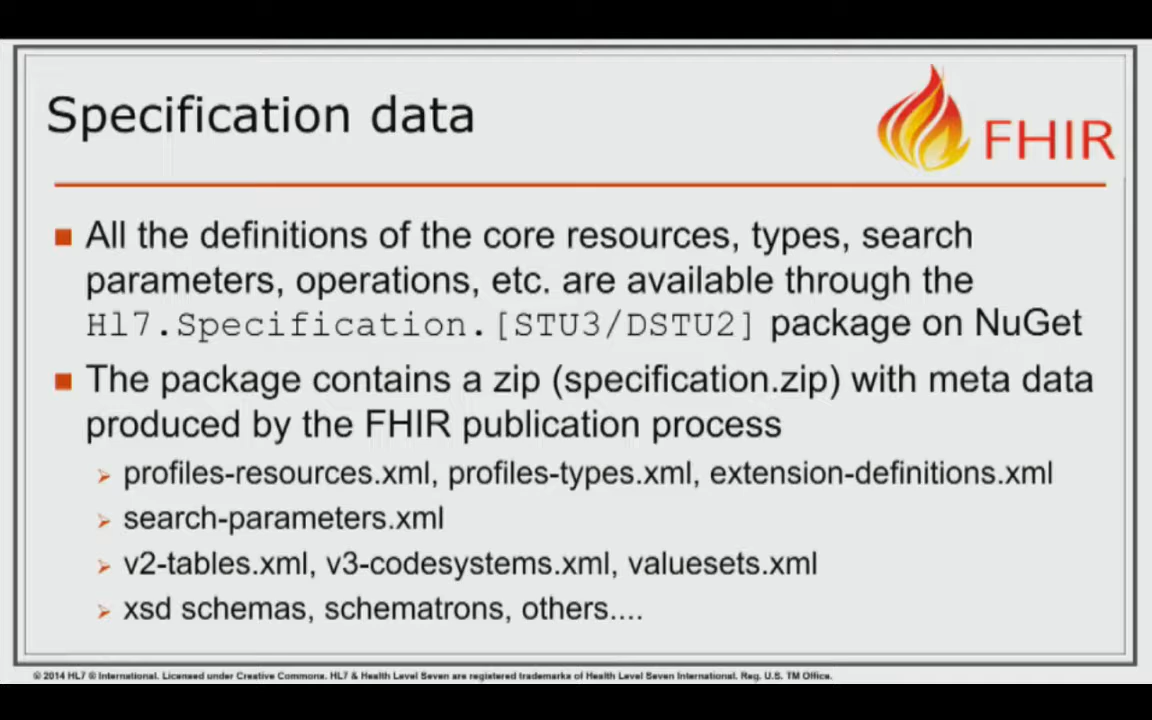 Specification data
FHIR
All the definitions of the core resources, types, search
parameters, operations, etc. are available through the
Hl7.Specification.[STU3/DSTU2] package on NuGet
The package contains a zip (specification.zip) with meta data
produced by the FHIR publication process
profiles-resources.xml, profiles-types.xml, extension-definitions.xml
search-parameters.xml
v2-tables.xml, v3-codesystems.xml, valuesets.xml
xsd schemas, schematrons, others....
© 2014 HL7 ® International. Licensed under Creative Commons. HL7 & Health Level Seven are registered trademarks of Health Level Seven International. Reg. U.S. TM Office.